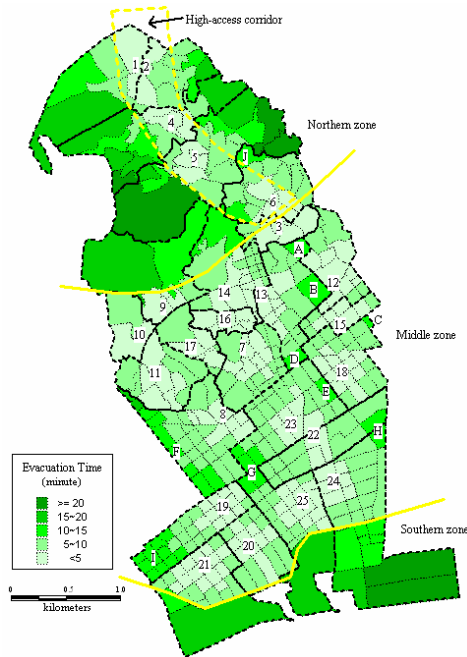 High-access corridor
1
2
4
Northern zone
5
J
6
3
A
14
13
12
B
9
16
15
C
10
17
7
Middle zone
11
D
18
E
8
23
22
H
F
G
24
25
19
Evacuation Time
(minute)
>= 20
15~20
10~15
5~10
<5
Southern zone
I
21
20
0
0.5
1.0
kilometers